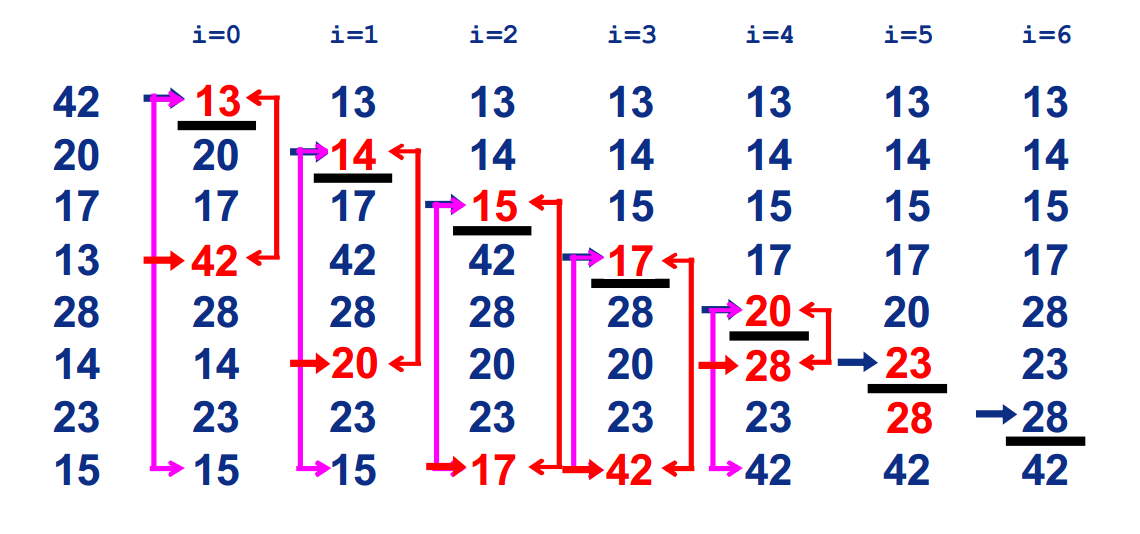 i=0 i=1 i=2 i=3 i=4 i=5 i=6
42 13 13 13 13 13 13 13
20 20 14 14 14 14 14 14
17 17 17 15 15 15 15 15
13 42 42 42 17 17 17 17
28 28 28 28 28 20 20 28
14 14 20 20 20 28 23 23
23 23 23 23 23 23 28 28
15 15 15 17 42 42 42 42